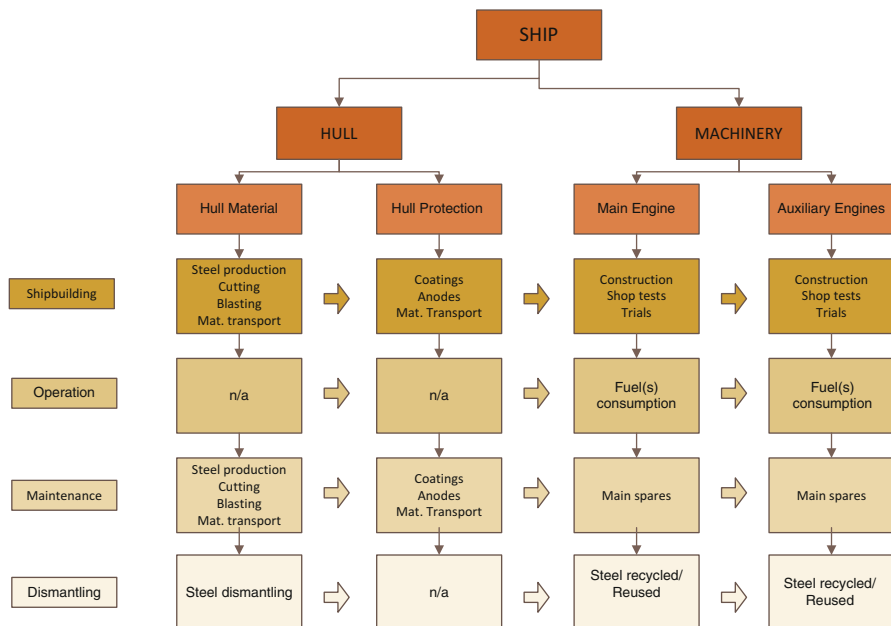 SHIP
HULL
MACHINERY
Hull Material
Hull Protection
Main Engine
Auxiliary Engines
Shipbuilding
Steel production
Cutting
Blasting
Mat. transport
Coatings
Anodes
Mat. Transport
Construction
Shop tests
Trials
Construction
Shop tests
Trials
Operation
n/a
n/a
Fuel(s)
consumption
Fuel(s)
consumption
Maintenance
Steel production
Cutting
Blasting
Mat. transport
Coatings
Anodes
Mat. Transport
Main spares
Main spares
Dismantling
Steel dismantling
n/a
Steel recycled/
Reused
Steel recycled/
Reused